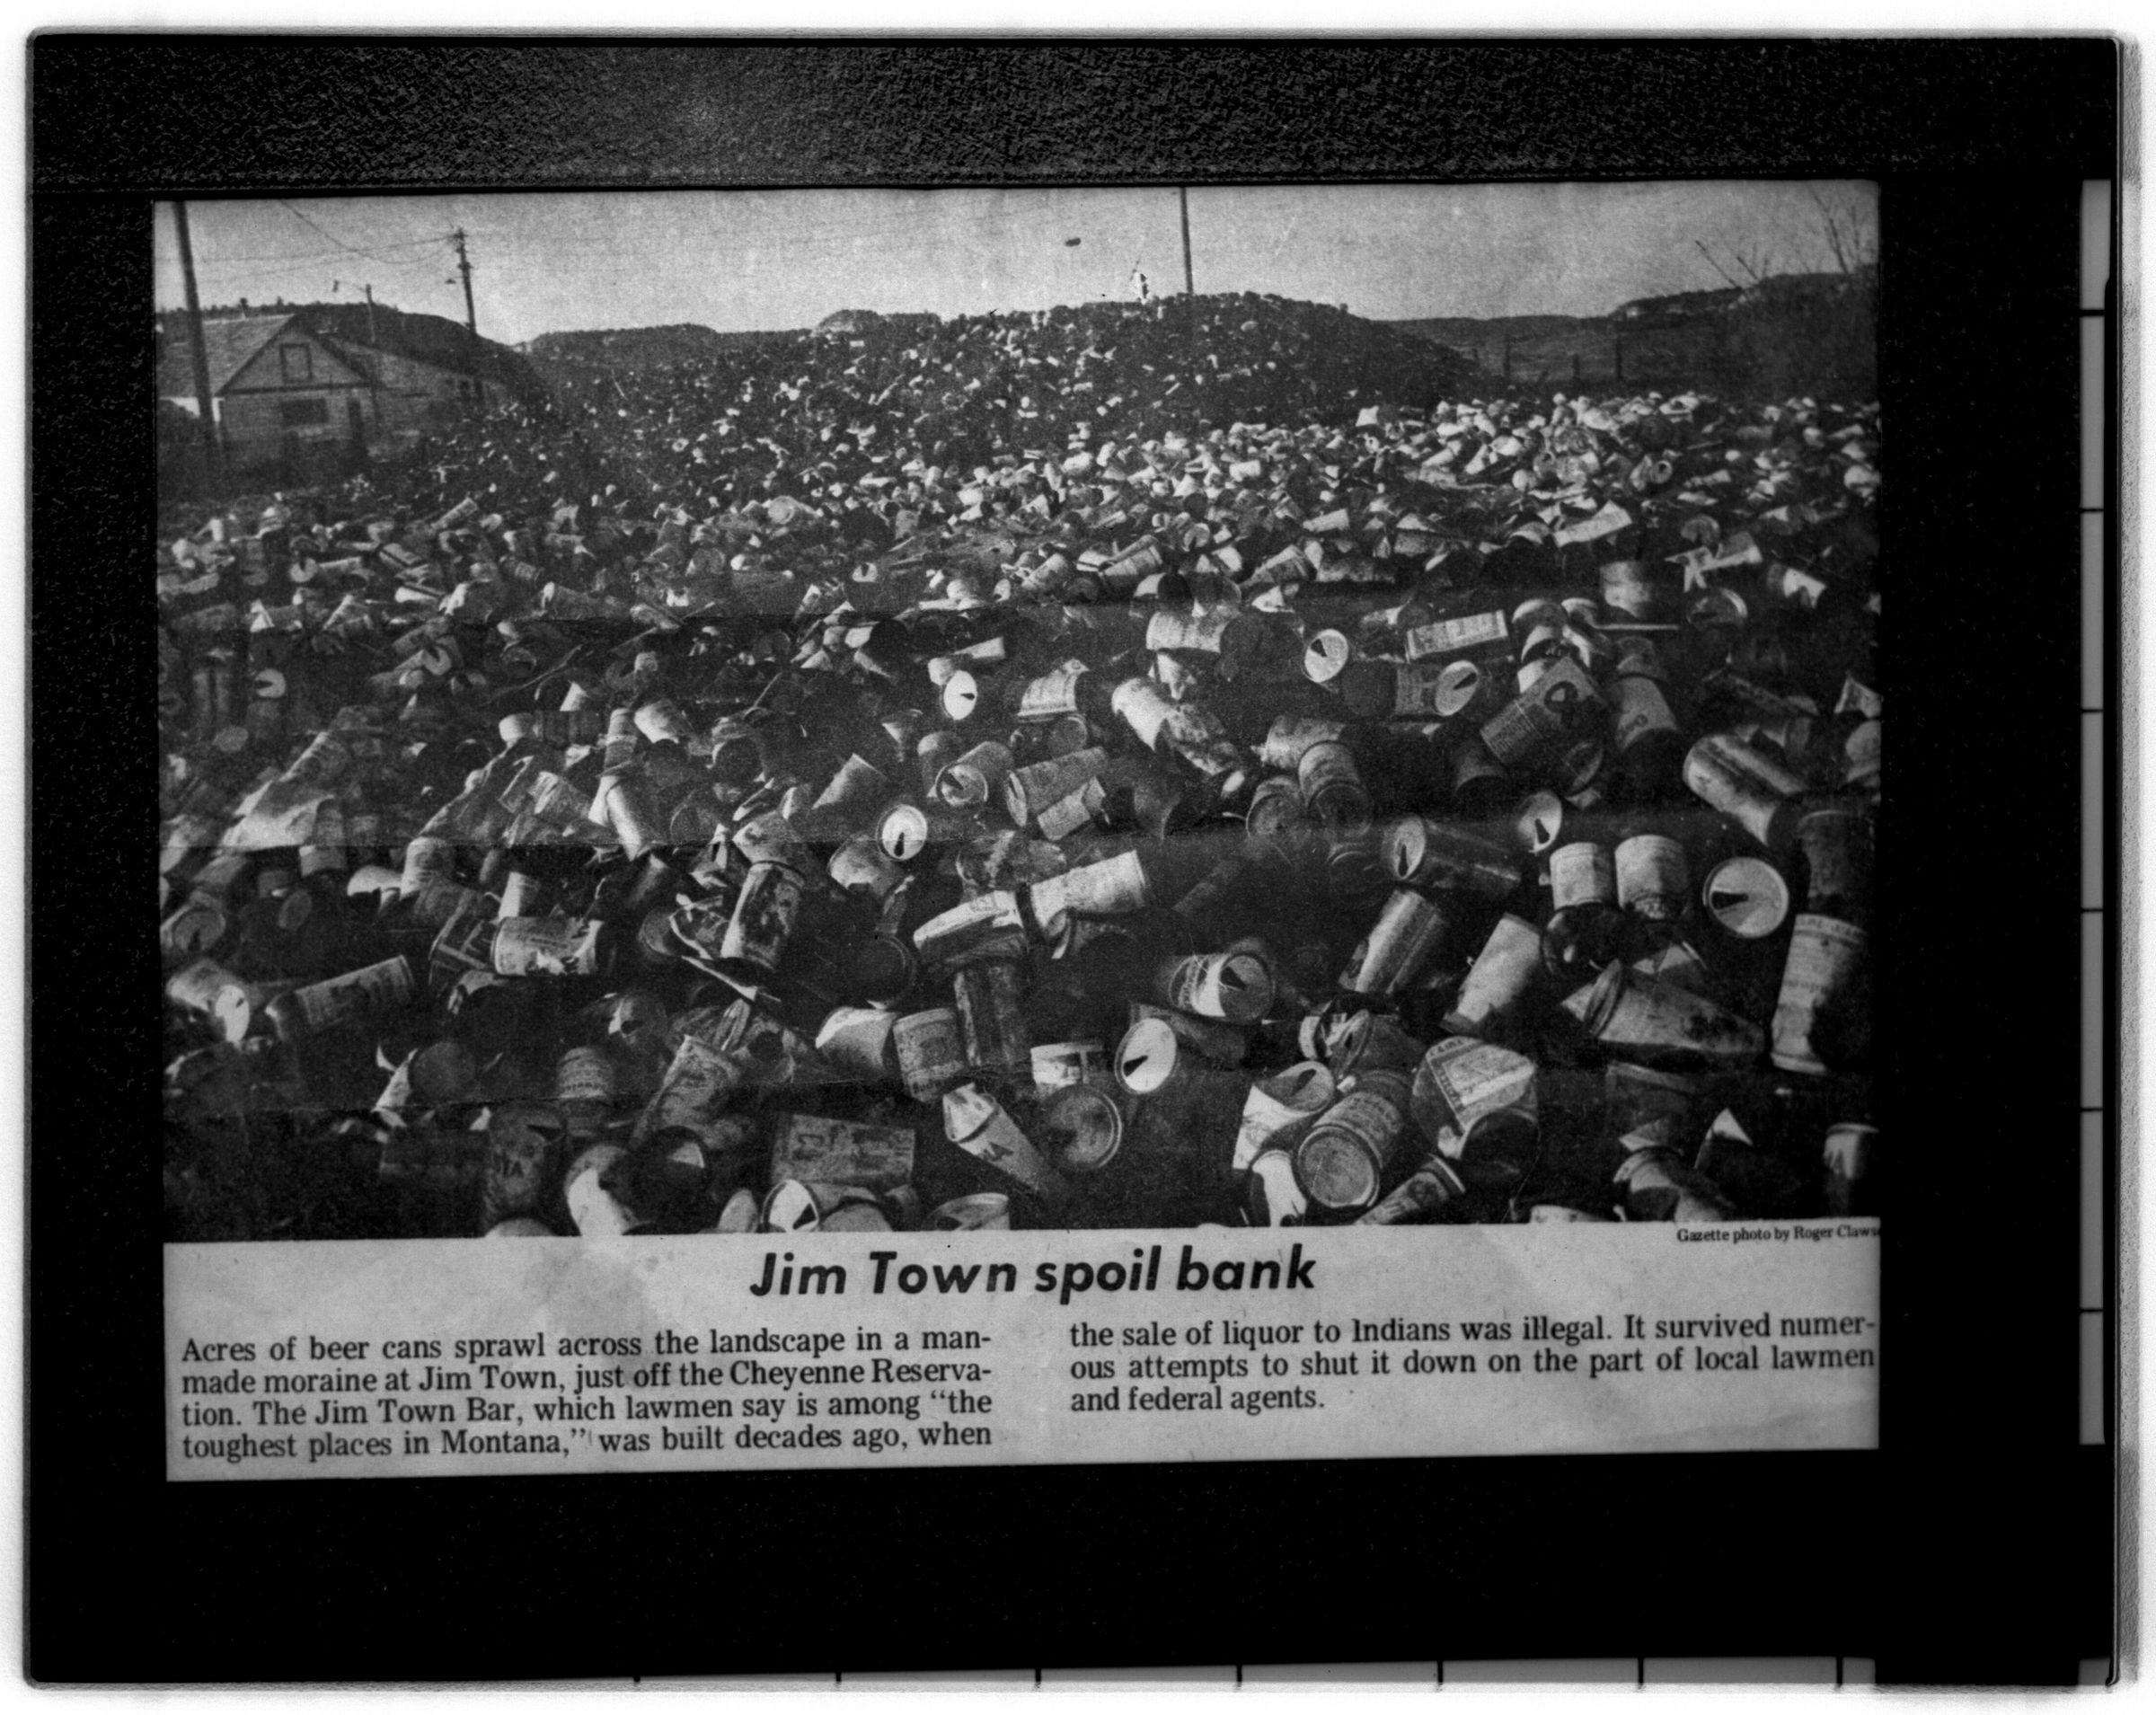 Gazette photo by Roger
Jim Town spoil bank
Acres of beer cans sprawl across the landscape in a man-
made moraine at Jim Town, just off the Cheyenne Reserva-
tion. The Jim Town Bar, which lawmen say is among “the
toughest places in Montana,” was built decades ago, when
the sale of liquor to Indians was illegal. It survived numer-
ous attempts to shut it down on the part of local lawmen
and federal agents.